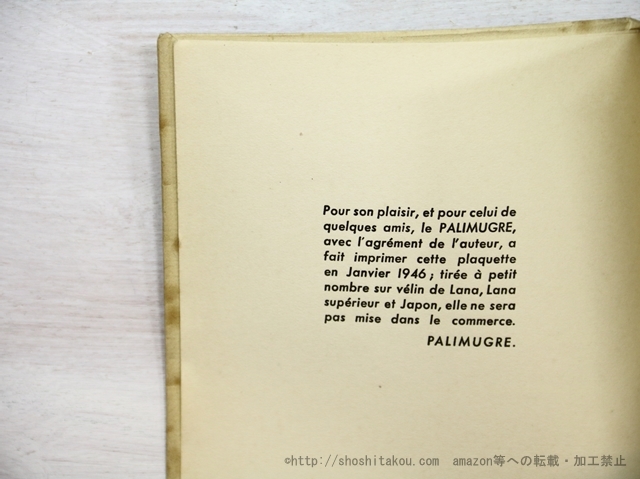 Pour son plaisir, et pour celui de
quelques amis, le PALIMUGRE,
avec l'agrément de l'auteur, a
fait imprimer cette plaquette
en Janvier 1946 ; tirée à petit
nombre sur vélin de Lana, Lana
supérieur et Japon, elle ne sera
pas mise dans le commerce.
PALIMUGRE.
©http://shoshitakou.com amazon等への転載・加工禁止